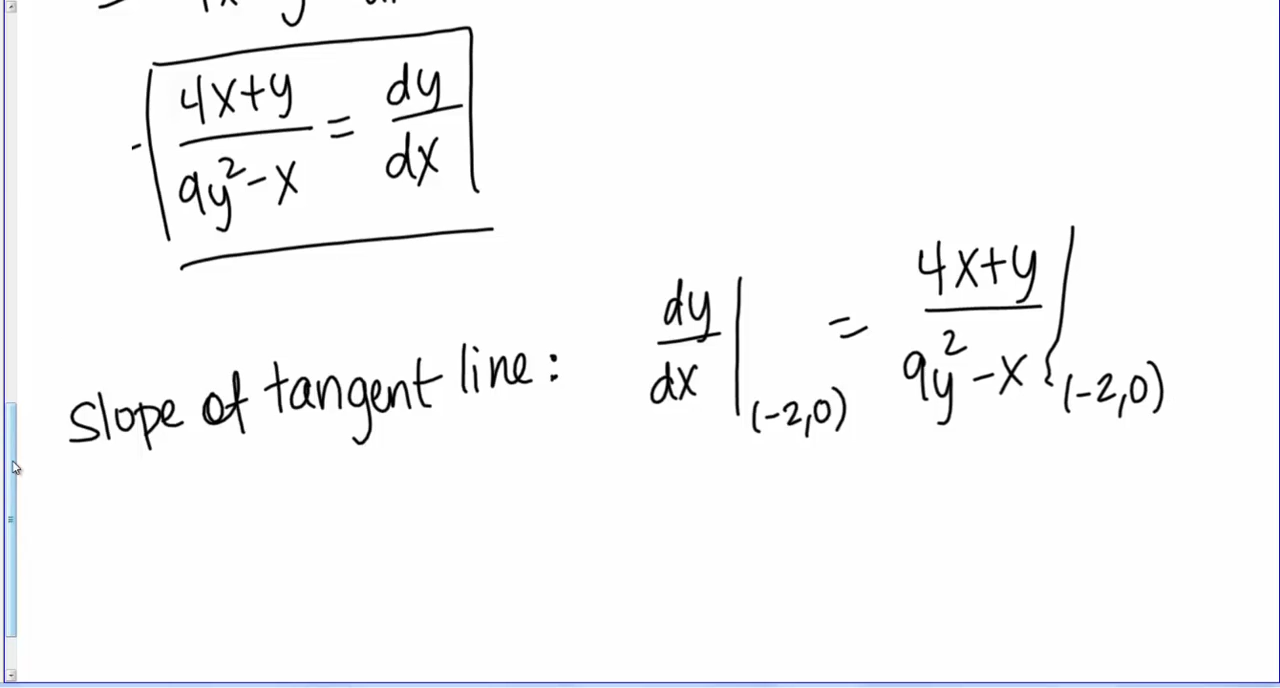 4x+y / 9y²-x = dy/dx
Slope of tangent line: dy/dx |(-2,0) = 4x+y / 9y²-x |(-2,0)